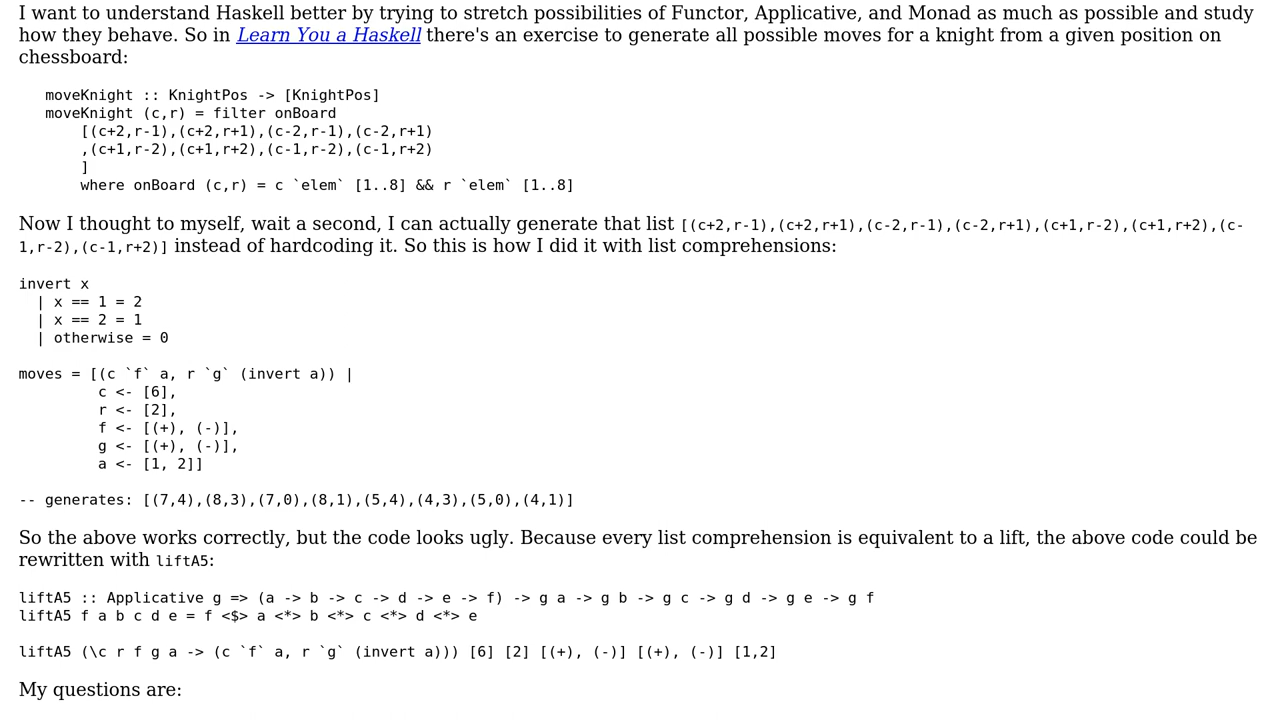 I want to understand Haskell better by trying to stretch possibilities of Functor, Applicative, and Monad as much as possible and study
how they behave. So in Learn You a Haskell there's an exercise to generate all possible moves for a knight from a given position on
chessboard:
   moveKnight :: KnightPos -> [KnightPos]
   moveKnight (c,r) = filter onBoard
       [(c+2,r-1),(c+2,r+1),(c-2,r-1),(c-2,r+1)
       ,(c+1,r-2),(c+1,r+2),(c-1,r-2),(c-1,r+2)
       ]
       where onBoard (c,r) = c `elem` [1..8] && r `elem` [1..8]
Now I thought to myself, wait a second, I can actually generate that list [(c+2,r-1),(c+2,r+1),(c-2,r-1),(c-2,r+1),(c+1,r-2),(c+1,r+2),(c-
1,r-2),(c-1,r+2)] instead of hardcoding it. So this is how I did it with list comprehensions:
invert x
  | x == 1 = 2
  | x == 2 = 1
  | otherwise = 0
moves = [(c `f` a, r `g` (invert a)) |
         c <- [6],
         r <- [2],
         f <- [(+), (-)],
         g <- [(+), (-)],
         a <- [1, 2]]
-- generates: [(7,4),(8,3),(7,0),(8,1),(5,4),(4,3),(5,0),(4,1)]
So the above works correctly, but the code looks ugly. Because every list comprehension is equivalent to a lift, the above code could be
rewritten with liftA5:
liftA5 :: Applicative g => (a -> b -> c -> d -> e -> f) -> g a -> g b -> g c -> g d -> g e -> g f
liftA5 f a b c d e = f <$> a <*> b <*> c <*> d <*> e
liftA5 (\c r f g a -> (c `f` a, r `g` (invert a))) [6] [2] [(+), (-)] [(+), (-)] [1,2]
My questions are: